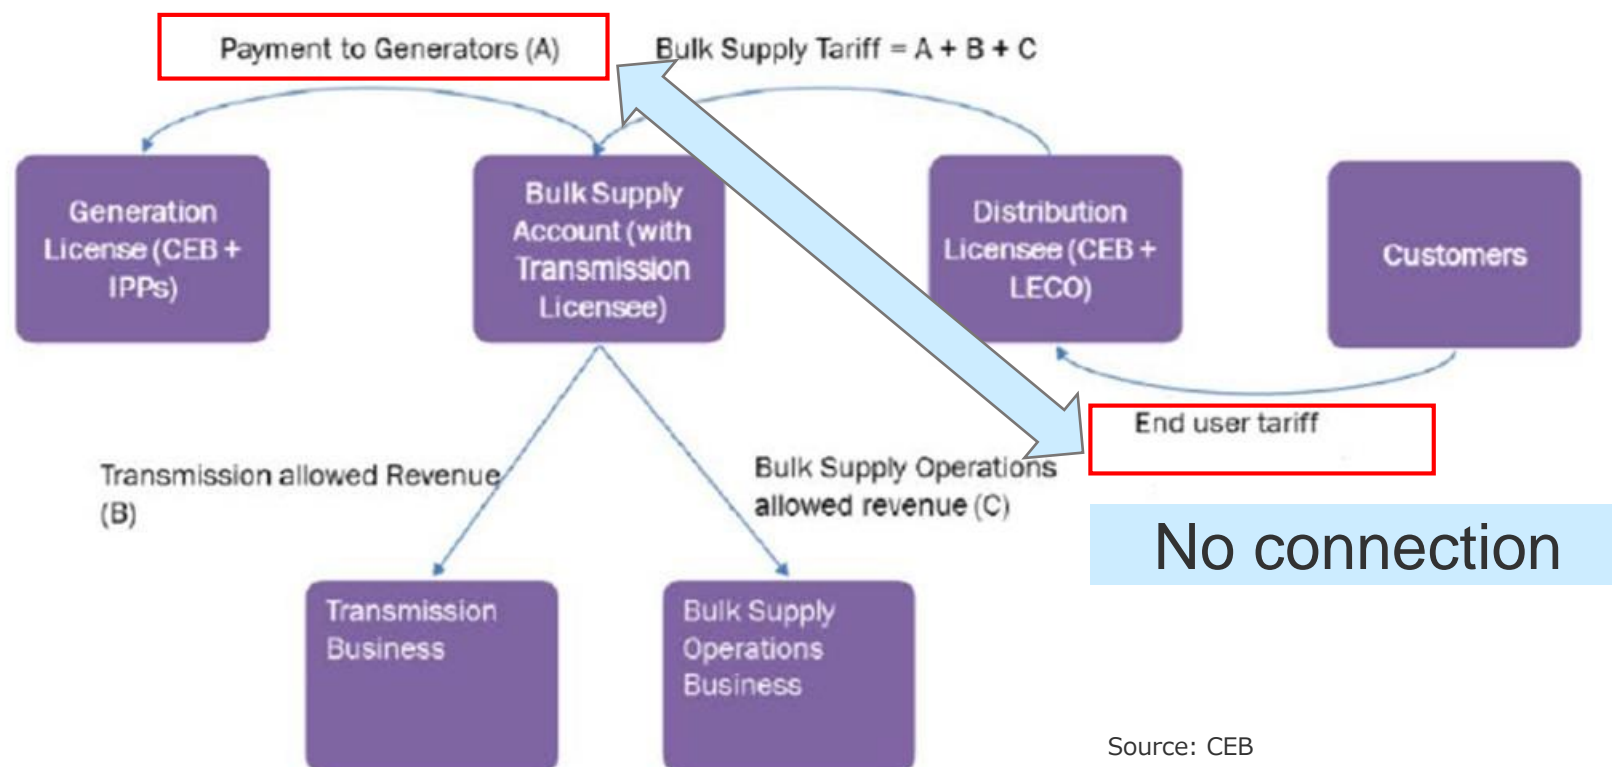 Payment to Generators (A)
Bulk Supply Tariff = A + B + C
Generation
License (CEB +
IPPs)
Bulk Supply
Account (with
Transmission
Licensee)
Distribution
Licensee (CEB +
LECO)
Customers
End user tariff
Transmission allowed Revenue
(B)
Bulk Supply Operations
allowed revenue (C)
No connection
Transmission
Business
Bulk Supply
Operations
Business
Source: CEB